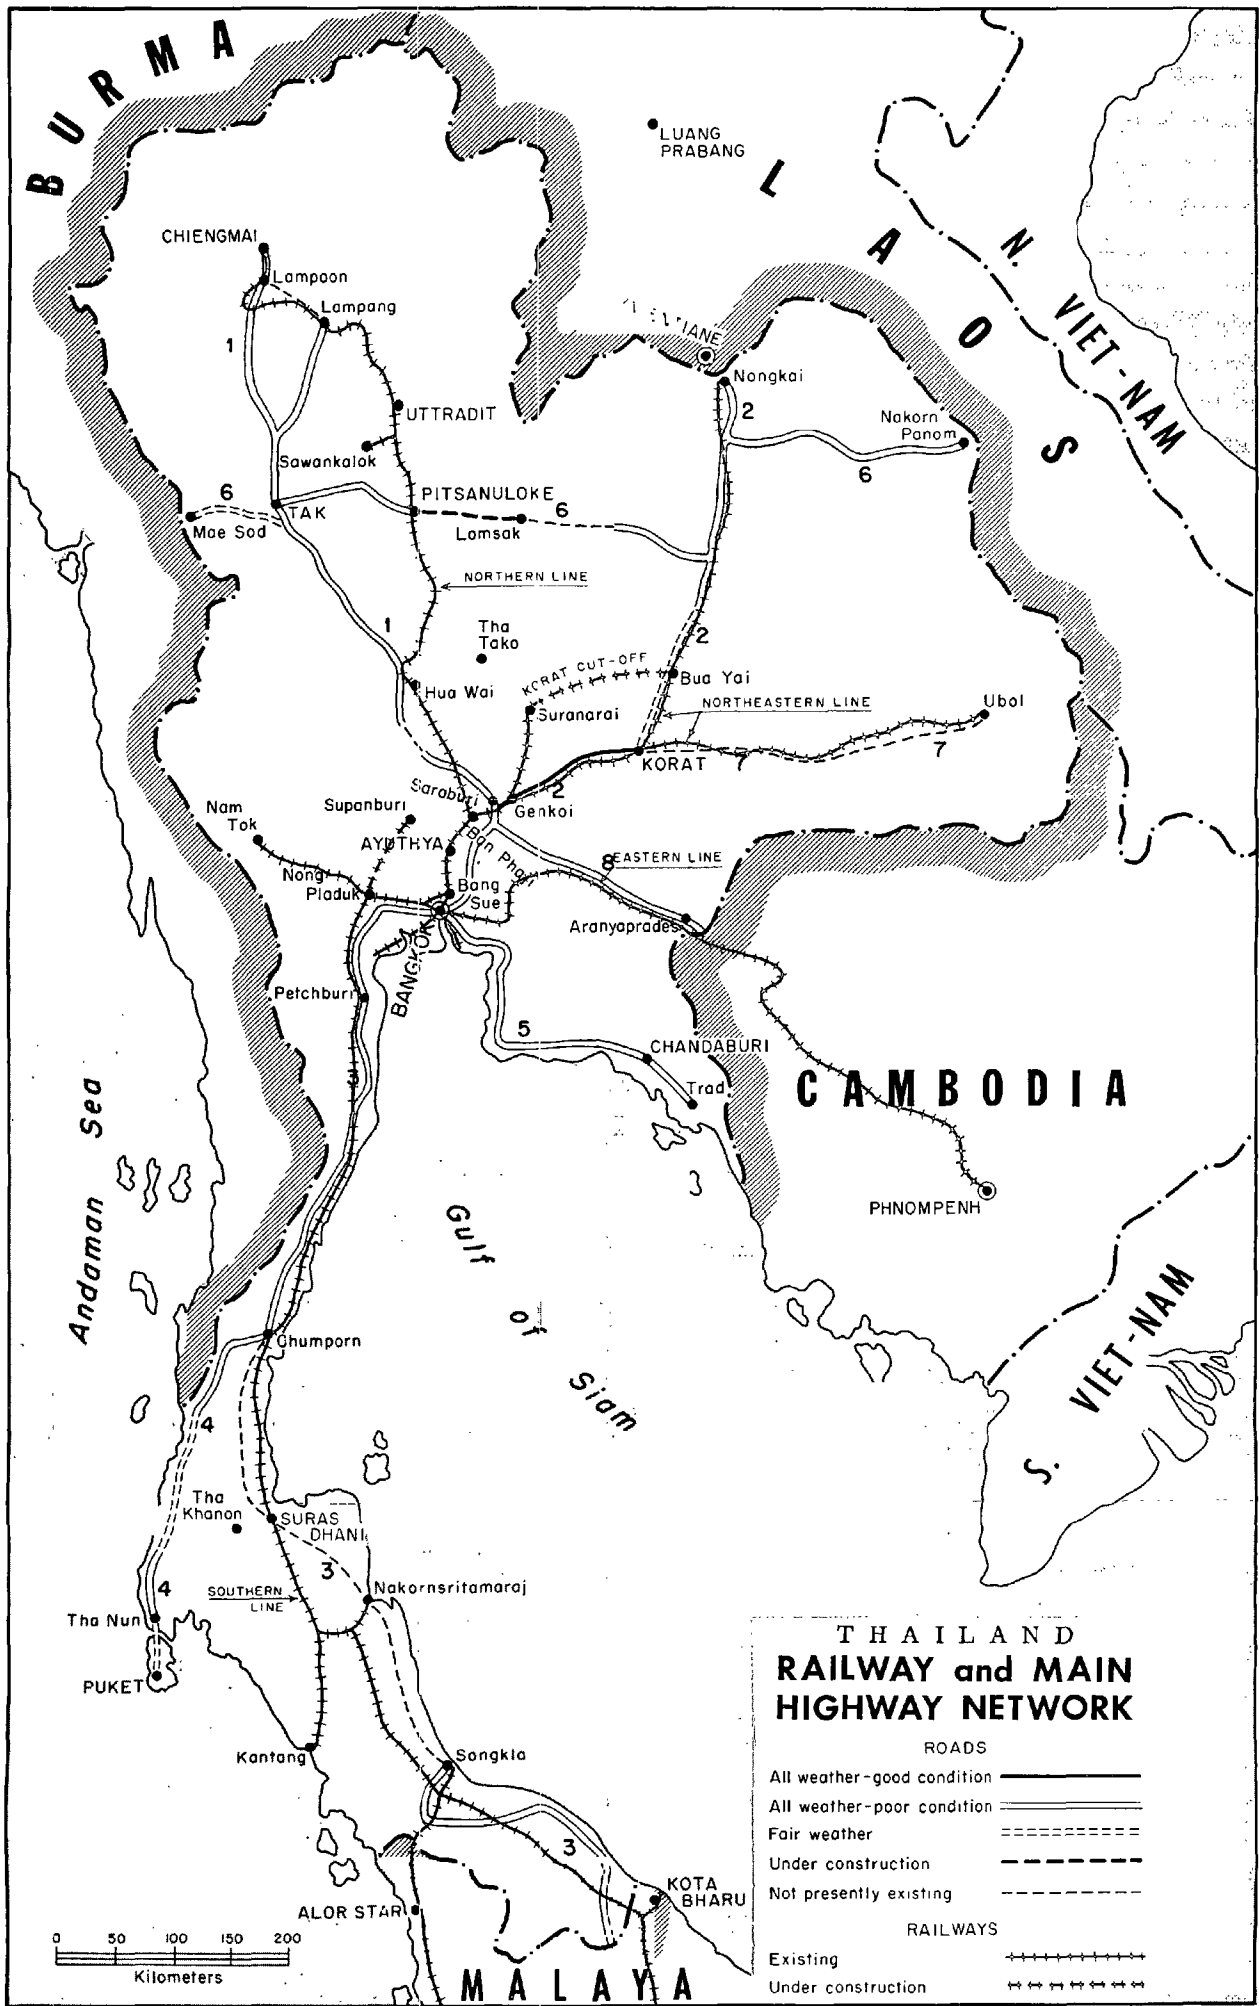 BURMA
LUANG
PRABANG
LAOS
N. VIET-NAM
CHIENGMAI
Lampoon
Lampang
1
Nongkai
2
UTTRADIT
Nakorn
Panom
Sawankalok
6
6
TAK
PITSANULOKE
6
Mae Sod
Lomsak
NORTHERN LINE
1
Tha
Tako
2
KORAT CUT-OFF
Bua Yai
Hua Wai
NORTHEASTERN LINE
Ubol
Suranarai
7
KORAT
7
Saraburi
2
Nam
Tok
Supanburi
Genkoi
AYUTHYA
Ban Phaji
8
EASTERN LINE
Nong
Pladuk
Bang
Sue
Aranyaprades
BANGKOK
Petchburi
5
CHANDABURI
Trad
3
CAMBODIA
Andaman Sea
PHNOMPENH
Gulf
of
Siam
S. VIET-NAM
Chumporn
4
Tha
Khanon
SURAS
DHANI
3
4
SOUTHERN
LINE
Nakornsritamaraj
Tha Nun
PUKET
Kantang
Songkla
3
KOTA
BHARU
ALOR STAR
MALAYA
0 50 100 150 200
Kilometers
THAILAND
RAILWAY and MAIN
HIGHWAY NETWORK
ROADS
All weather-good condition
All weather-poor condition
Fair weather
Under construction
Not presently existing
RAILWAYS
Existing
Under construction